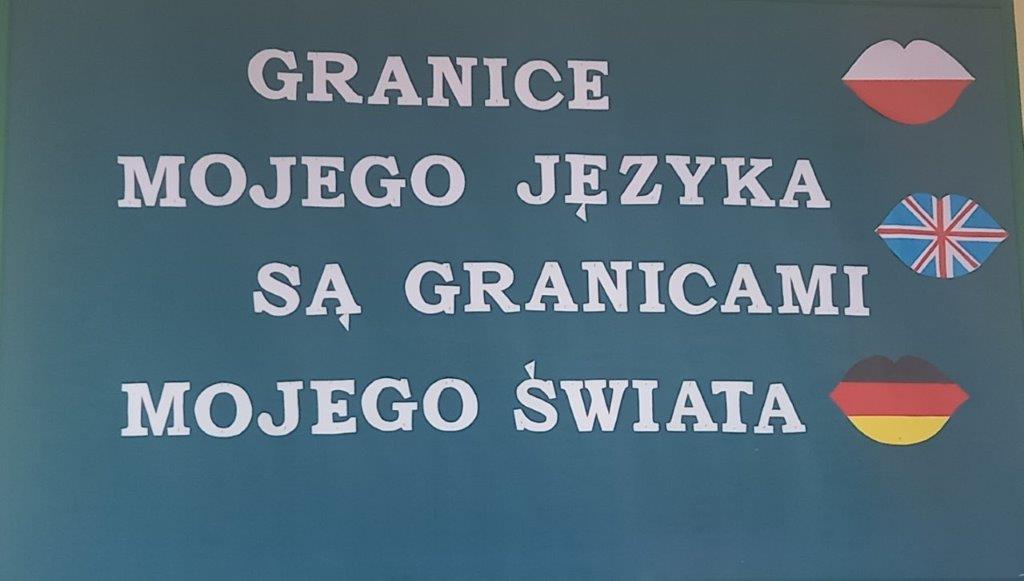 GRANICE
MOJEGO JĘZYKA
SĄ GRANICAMI
MOJEGO ŚWIATA